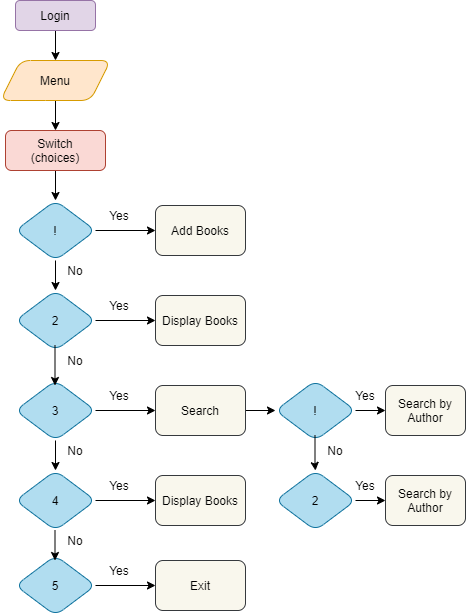 Login
Menu
Switch
(choices)
!
Yes
Add Books
No
2
Yes
Display Books
No
3
Yes
Search
!
Yes
Search by
Author
No
No
4
Yes
Display Books
2
Yes
Search by
Author
No
5
Yes
Exit